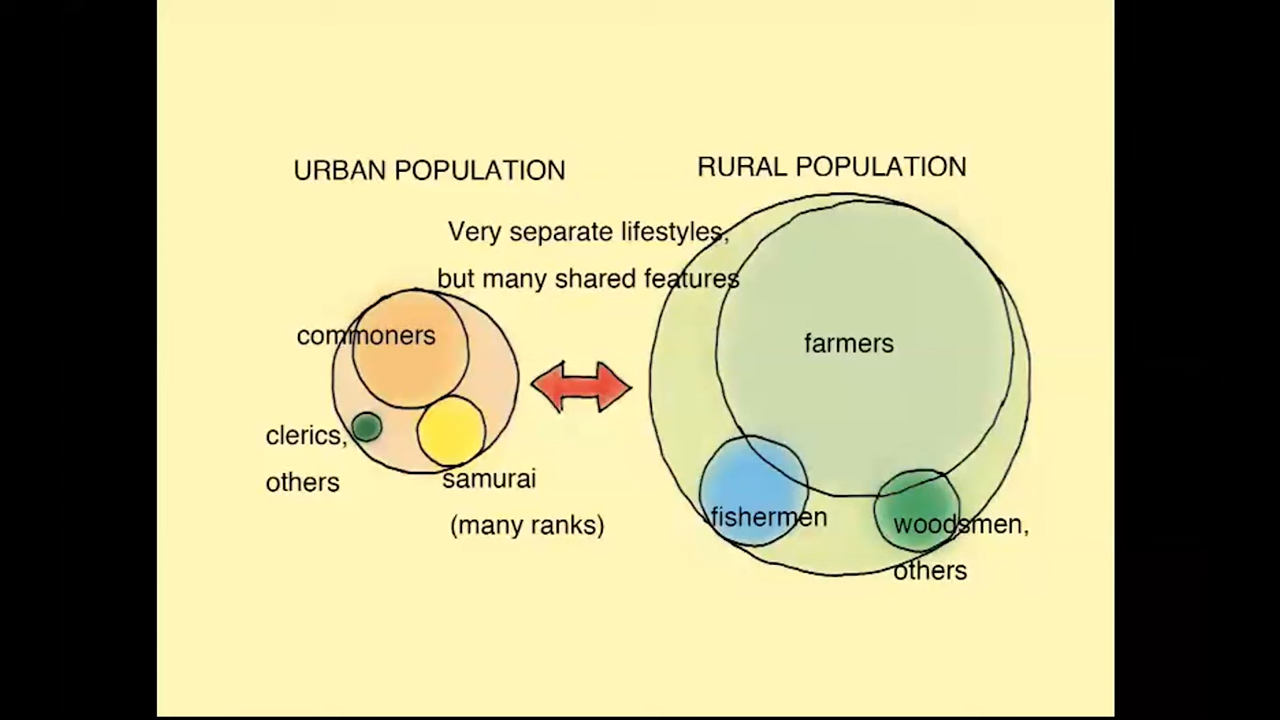 URBAN POPULATION
RURAL POPULATION
Very separate lifestyles,
but many shared features
commoners
farmers
clerics,
others
samurai
(many ranks)
fishermen
woodsmen,
others